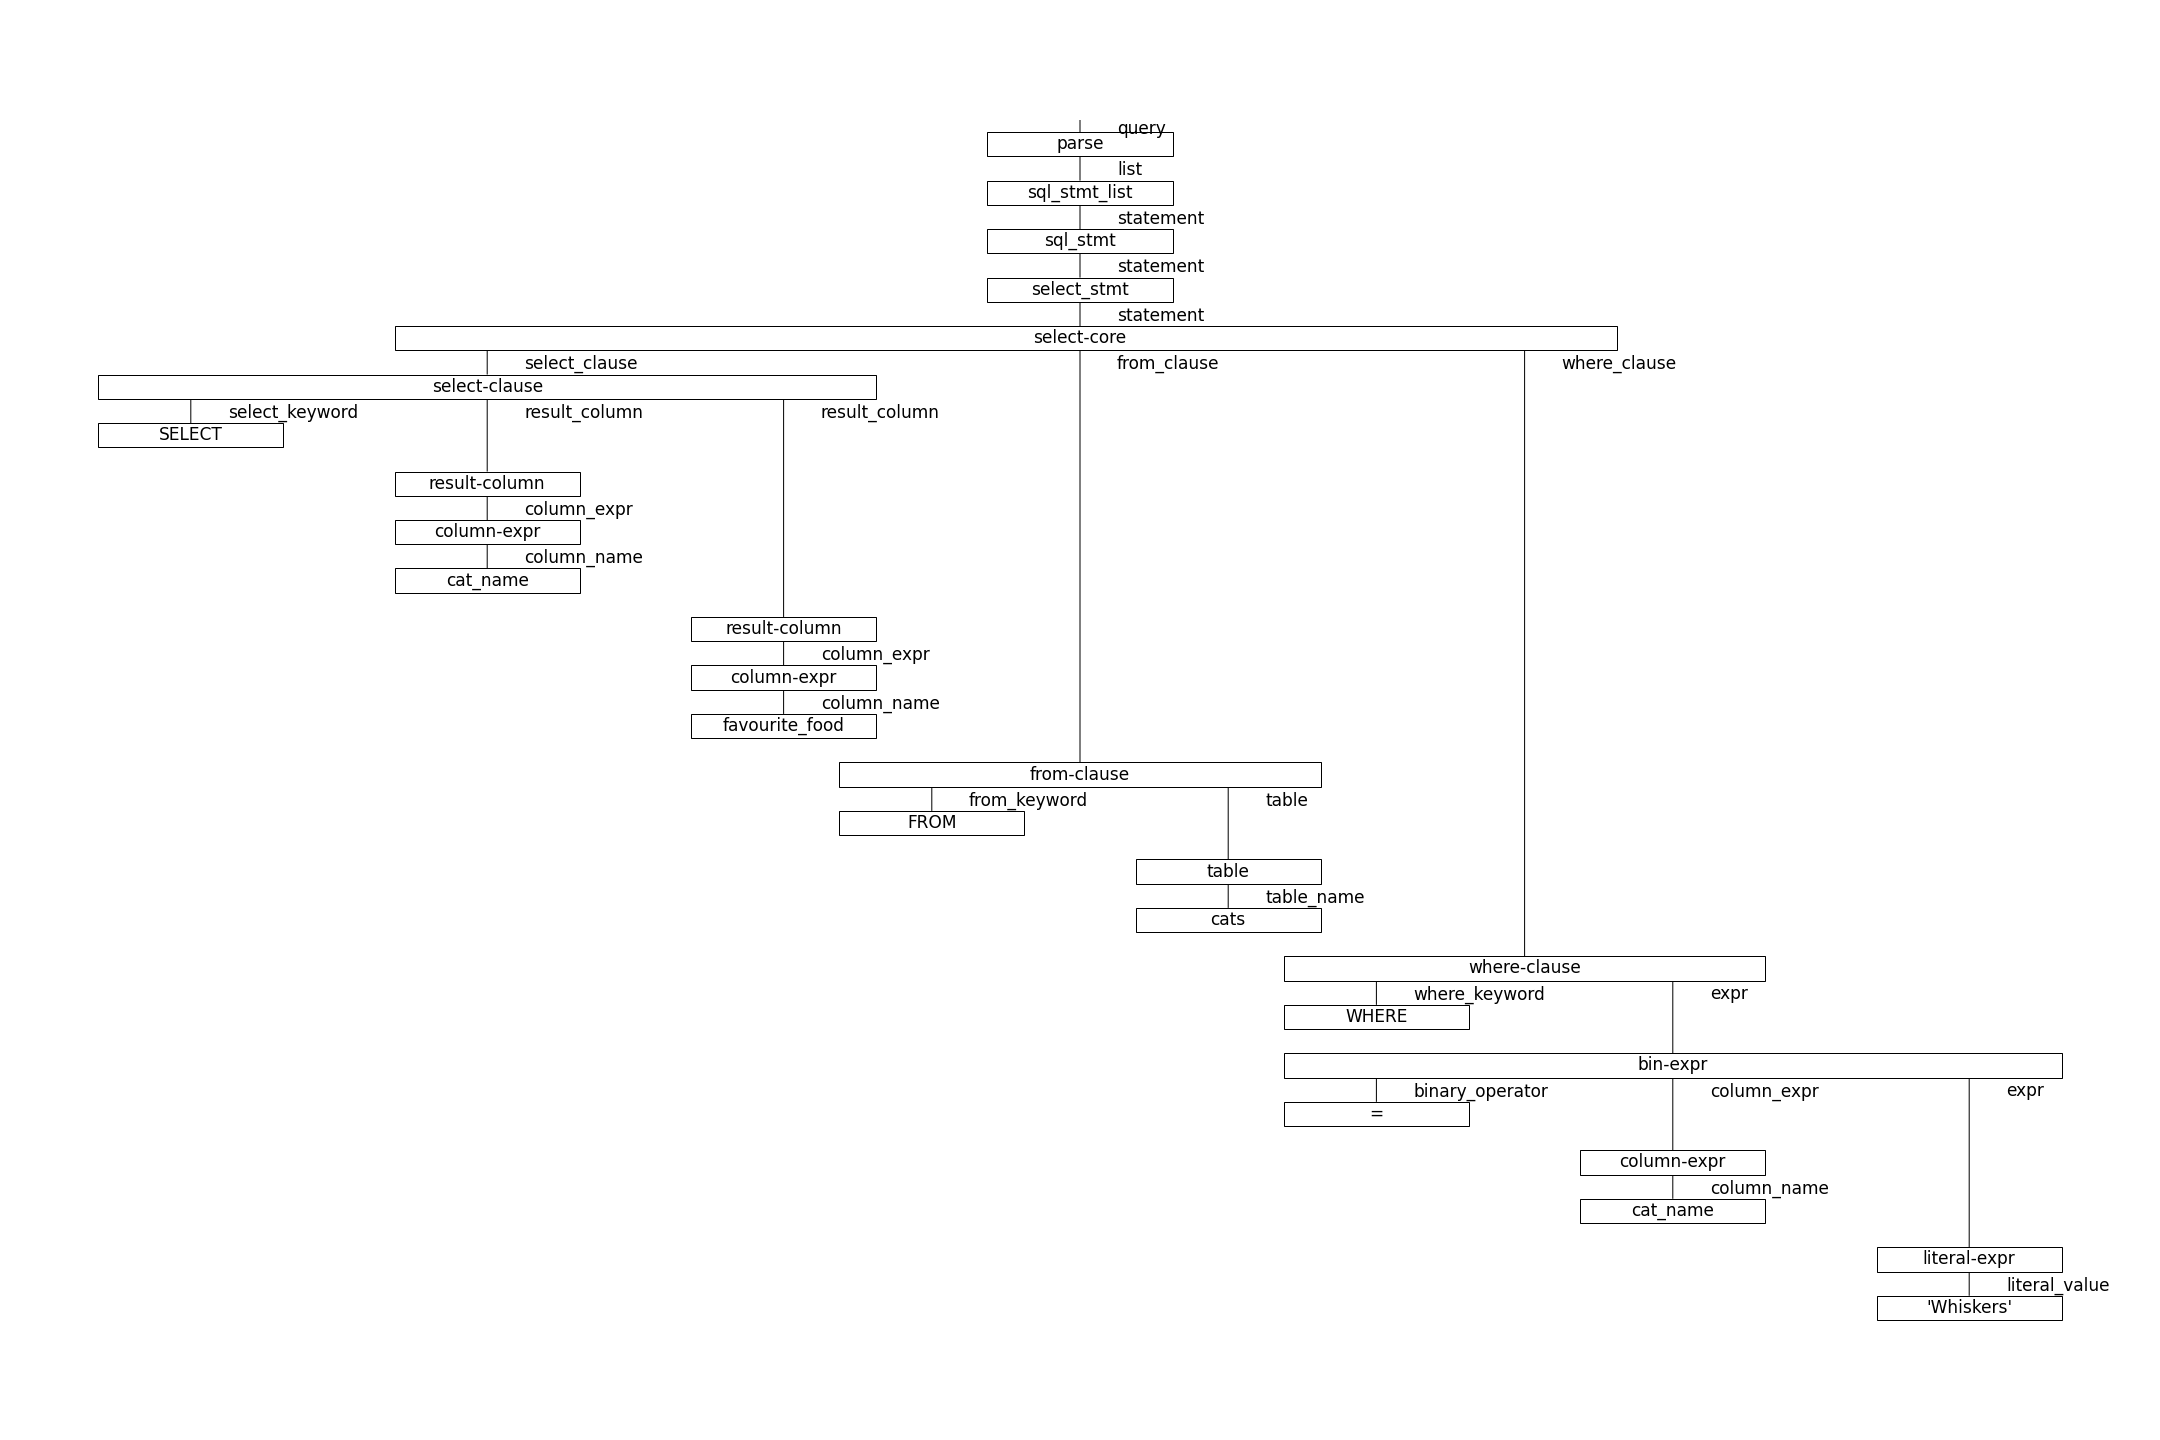 query
parse
list
sql_stmt_list
statement
sql_stmt
statement
select_stmt
statement
select-core
select_clause
from_clause
where_clause
select-clause
select_keyword
result_column
result_column
SELECT
result-column
column_expr
column-expr
column_name
cat_name
result-column
column_expr
column-expr
column_name
favourite_food
from-clause
from_keyword
table
FROM
table
table_name
cats
where-clause
where_keyword
expr
WHERE
bin-expr
binary_operator
column_expr
expr
=
column-expr
column_name
cat_name
literal-expr
literal_value
'Whiskers'